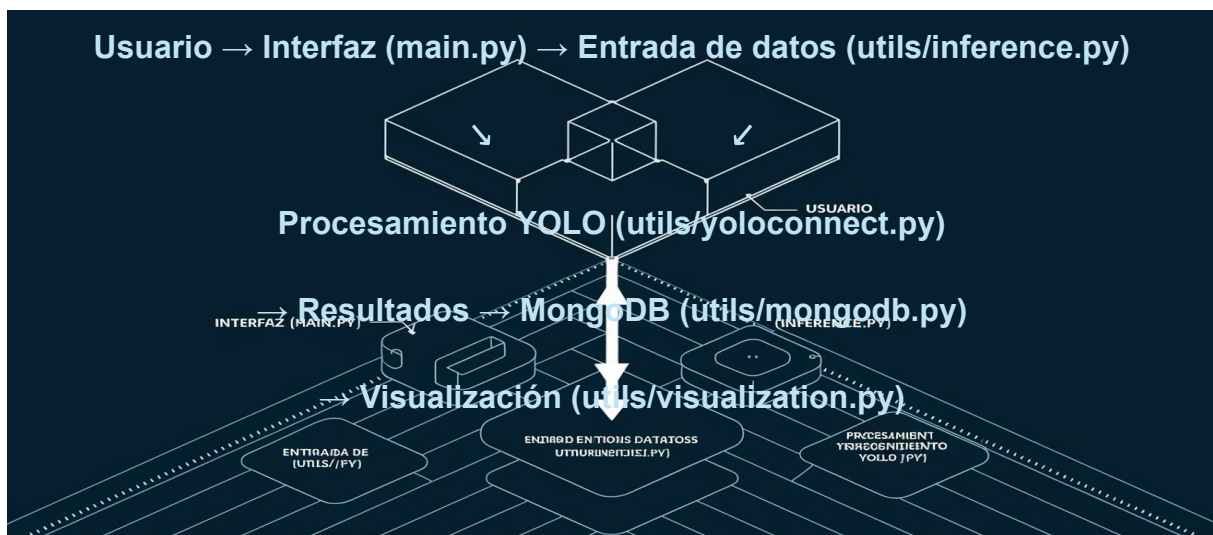 Usuario → Interfaz (main.py) → Entrada de datos (utils/inference.py)
↘ ↙
USUARIO
Procesamiento YOLO (utils/yoloconnect.py)
→ Resultados → MongoDB (utils/mongodb.py)
INTERFAZ (MAIN.PY)
(INFERENCE.PY)
→ Visualización (utils/visualization.py)